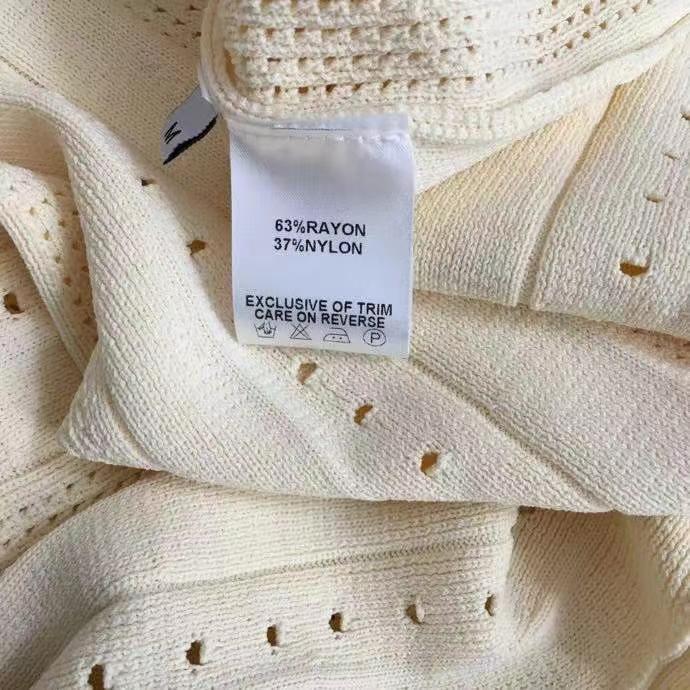 63%RAYON
37%NYLON
EXCLUSIVE OF TRIM
CARE ON REVERSE
P